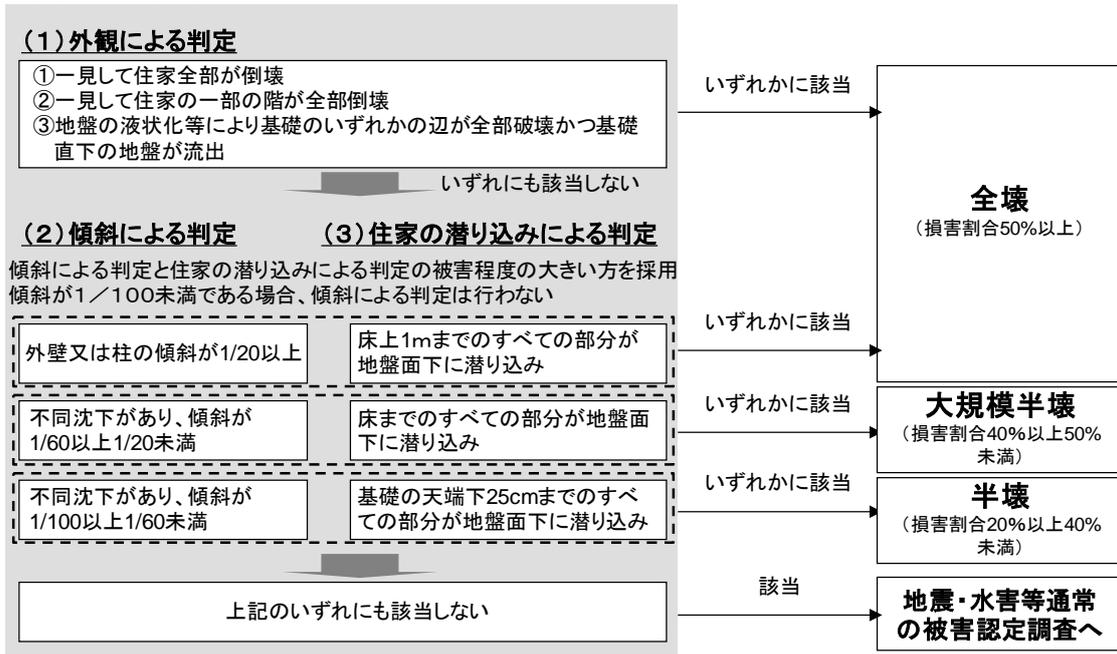 （１）外観による判定
①一見して住家全部が倒壊
②一見して住家の一部の階が全部倒壊
③地盤の液状化等により基礎のいずれかの辺が全部破壊かつ基礎
直下の地盤が流出
いずれかに該当
いずれにも該当しない
全壊
（損害割合50%以上）
（２）傾斜による判定
（３）住家の潜り込みによる判定
傾斜による判定と住家の潜り込みによる判定の被害程度の大きい方を採用
傾斜が１／１００未満である場合、傾斜による判定は行わない
外壁又は柱の傾斜が1/20以上
床上1mまでのすべての部分が
地盤面下に潜り込み
いずれかに該当
不同沈下があり、傾斜が
1/60以上1/20未満
床までのすべての部分が地盤面
下に潜り込み
いずれかに該当
大規模半壊
（損害割合40%以上50%
未満）
不同沈下があり、傾斜が
1/100以上1/60未満
基礎の天端下25cmまでのすべ
ての部分が地盤面下に潜り込み
いずれかに該当
半壊
（損害割合20%以上40%
未満）
上記のいずれにも該当しない
該当
地震・水害等通常
の被害認定調査へ